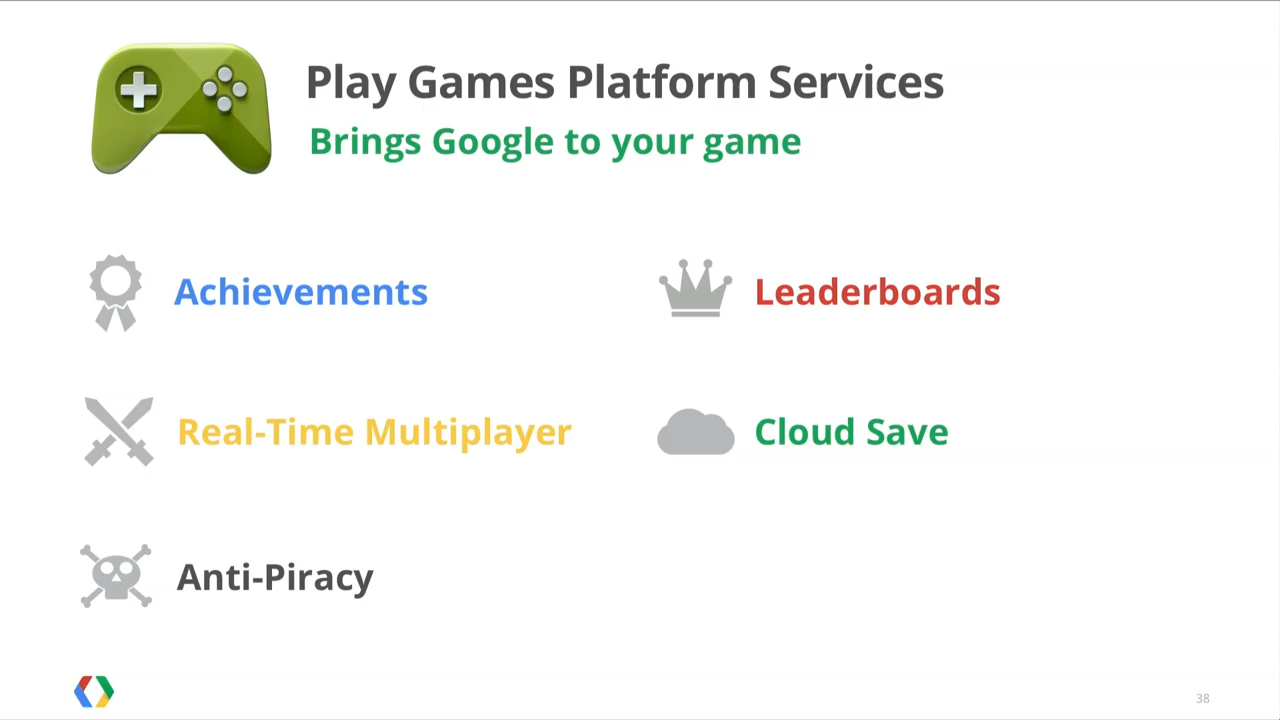 Play Games Platform Services
Brings Google to your game
Achievements
Leaderboards
Real-Time Multiplayer
Cloud Save
Anti-Piracy
38